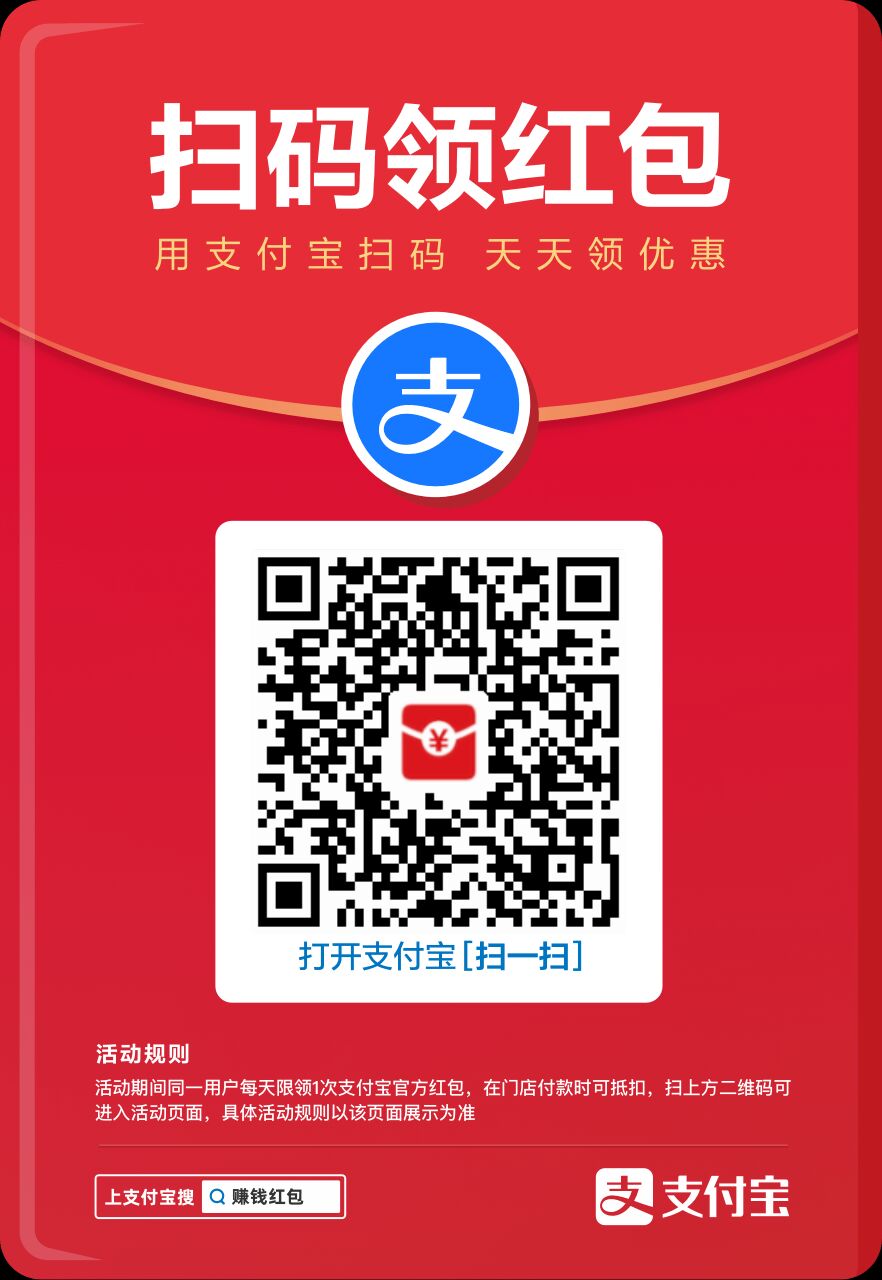 扫码领红包
用支付宝扫码 天天领优惠
支
¥
打开支付宝[扫一扫]
活动规则
活动期间同一用户每天限领1次支付宝官方红包，在门店付款时可抵扣，扫上方二维码可
进入活动页面，具体活动规则以该页面展示为准
上支付宝搜 赚钱红包
支 支付宝